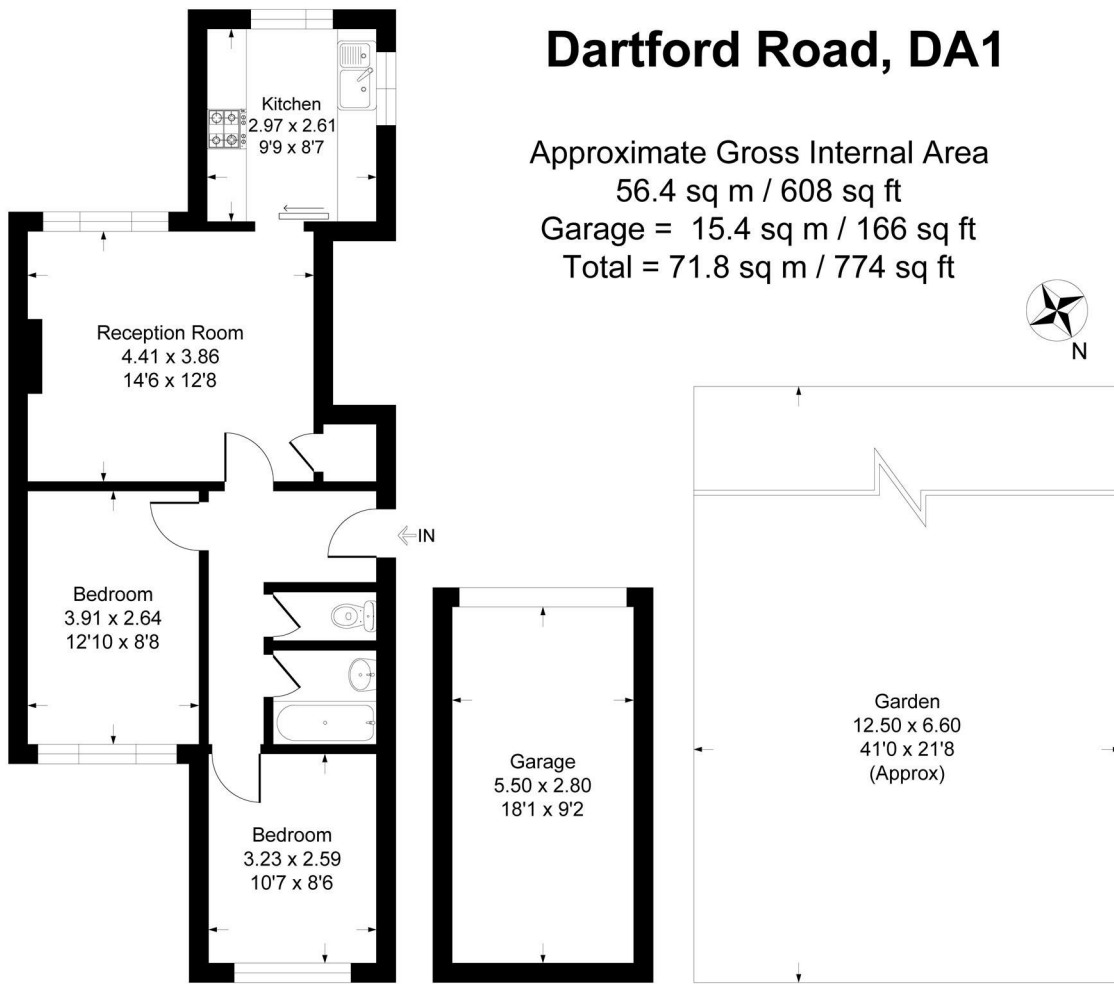 Dartford Road, DA1
Approximate Gross Internal Area
56.4 sq m / 608 sq ft
Garage = 15.4 sq m / 166 sq ft
Total = 71.8 sq m / 774 sq ft
N
Kitchen
2.97 x 2.61
9'9 x 8'7
Reception Room
4.41 x 3.86
14'6 x 12'8
IN
Bedroom
3.91 x 2.64
12'10 x 8'8
Bedroom
3.23 x 2.59
10'7 x 8'6
Garage
5.50 x 2.80
18'1 x 9'2
Garden
12.50 x 6.60
41'0 x 21'8
(Approx)